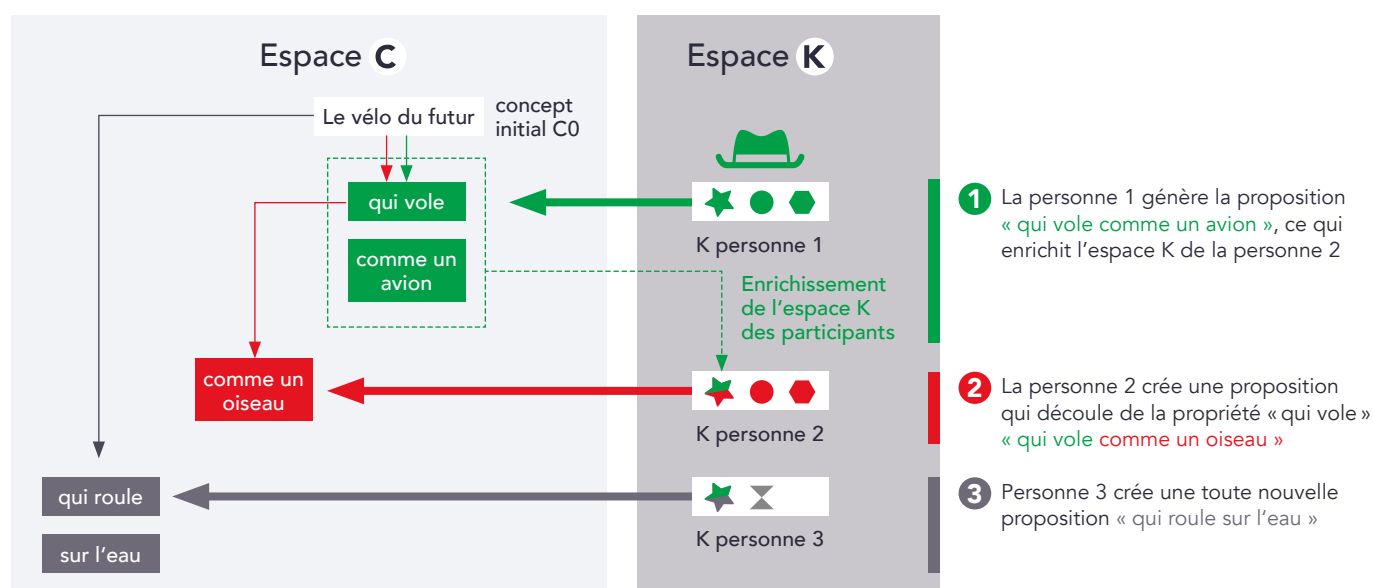 Espace C
Espace K
Le vélo du futur
concept
initial C0
qui vole
comme un
avion
K personne 1
Enrichissement
de l’espace K
des participants
comme un
oiseau
K personne 2
qui roule
sur l’eau
K personne 3
1 La personne 1 génère la proposition
« qui vole comme un avion », ce qui
enrichit l’espace K de la personne 2
2 La personne 2 crée une proposition
qui découle de la propriété « qui vole »
« qui vole comme un oiseau »
3 Personne 3 crée une toute nouvelle
proposition « qui roule sur l’eau »